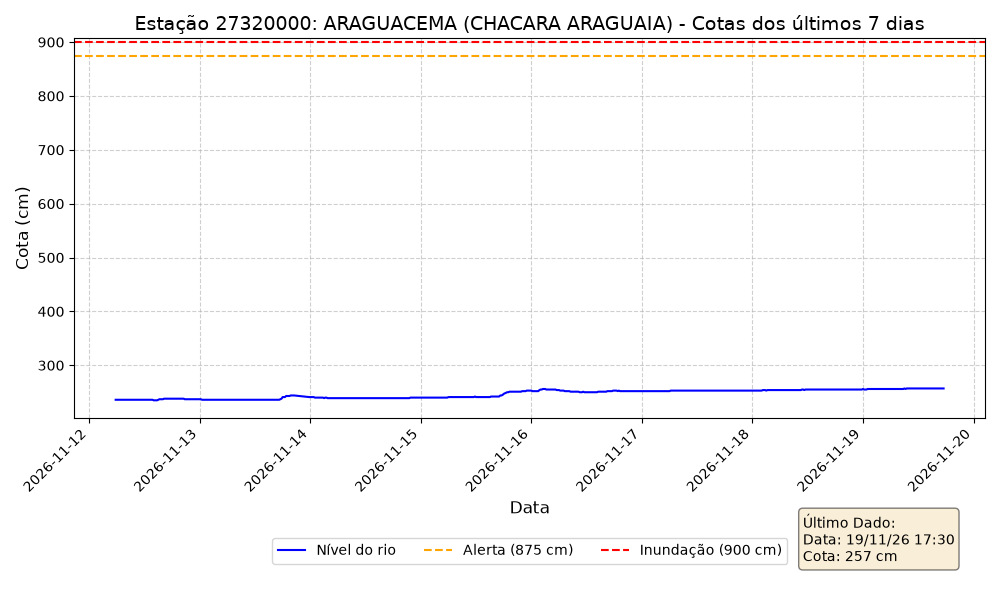 Estação 27320000: ARAGUACEMA (CHACARA ARAGUAIA) - Cotas dos últimos 7 dias
900
800
700
600
500
400
300
Cota (cm)
2026-11-12
2026-11-13
2026-11-14
2026-11-15
2026-11-16
2026-11-17
2026-11-18
2026-11-19
2026-11-20
Data
Nível do rio
Alerta (875 cm)
Inundação (900 cm)
Último Dado:
Data: 19/11/26 17:30
Cota: 257 cm